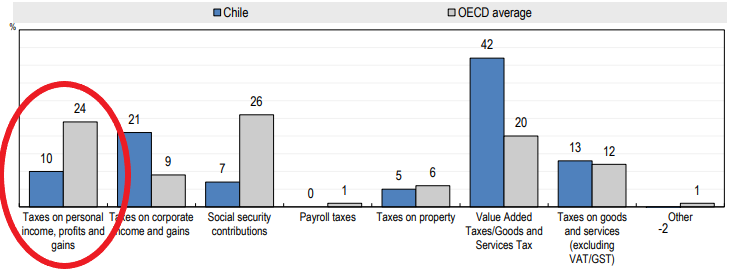 Chile OECD average
%
42
24 21 26 20
10 9 7 0 1 5 6 13 12 1
-2
Taxes on personal
income, profits and
gains
Taxes on corporate
income and gains
Social security
contributions
Payroll taxes
Taxes on property
Value Added
Taxes/Goods and
Services Tax
Taxes on goods
and services
(excluding
VAT/GST)
Other